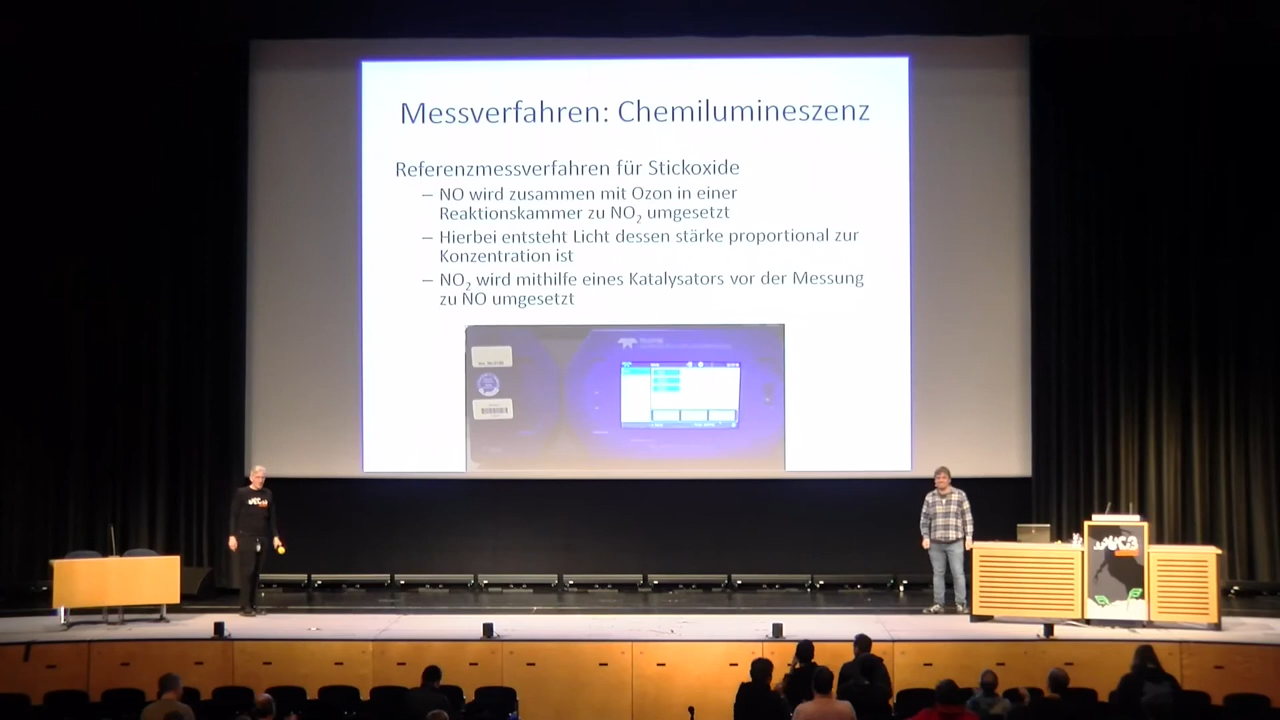 Messverfahren: Chemilumineszenz
Referenzmessverfahren für Stickoxide
– NO wird zusammen mit Ozon in einer
Reaktionskammer zu NO₂ umgesetzt
– Hierbei entsteht Licht dessen stärke proportional zur
Konzentration ist
– NO₂ wird mithilfe eines Katalysators vor der Messung
zu NO umgesetzt